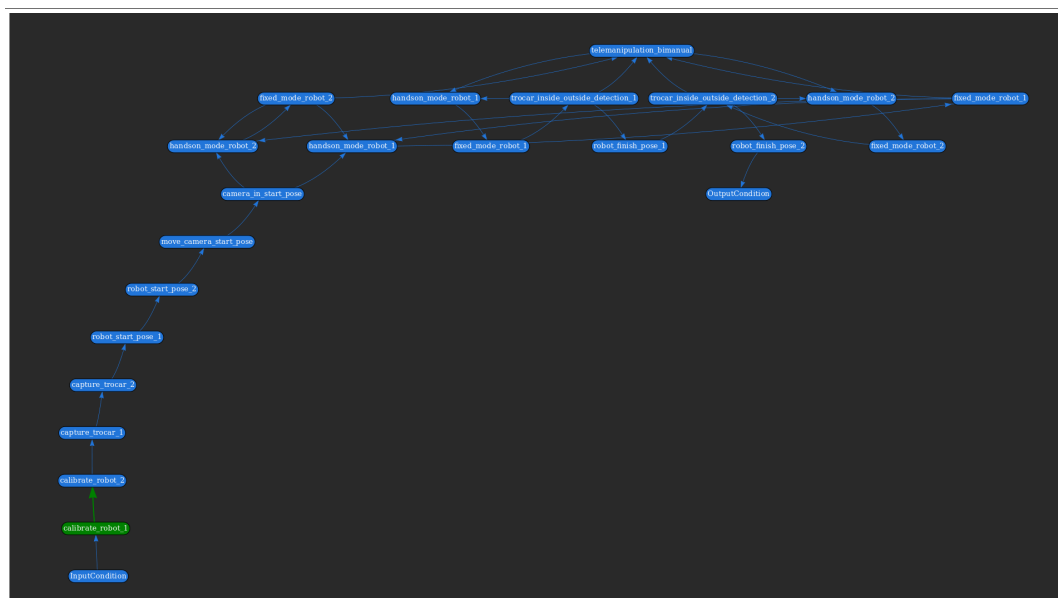 telemanipulation_bimanual
fixed_mode_robot_2
handson_mode_robot_1
trocar_inside_outside_detection_1
trocar_inside_outside_detection_2
handson_mode_robot_2
fixed_mode_robot_1
handson_mode_robot_2
handson_mode_robot_1
fixed_mode_robot_1
robot_finish_pose_1
robot_finish_pose_2
fixed_mode_robot_2
camera_in_start_pose
OutputCondition
move_camera_start_pose
robot_start_pose_2
robot_start_pose_1
capture_trocar_2
capture_trocar_1
calibrate_robot_2
calibrate_robot_1
InputCondition